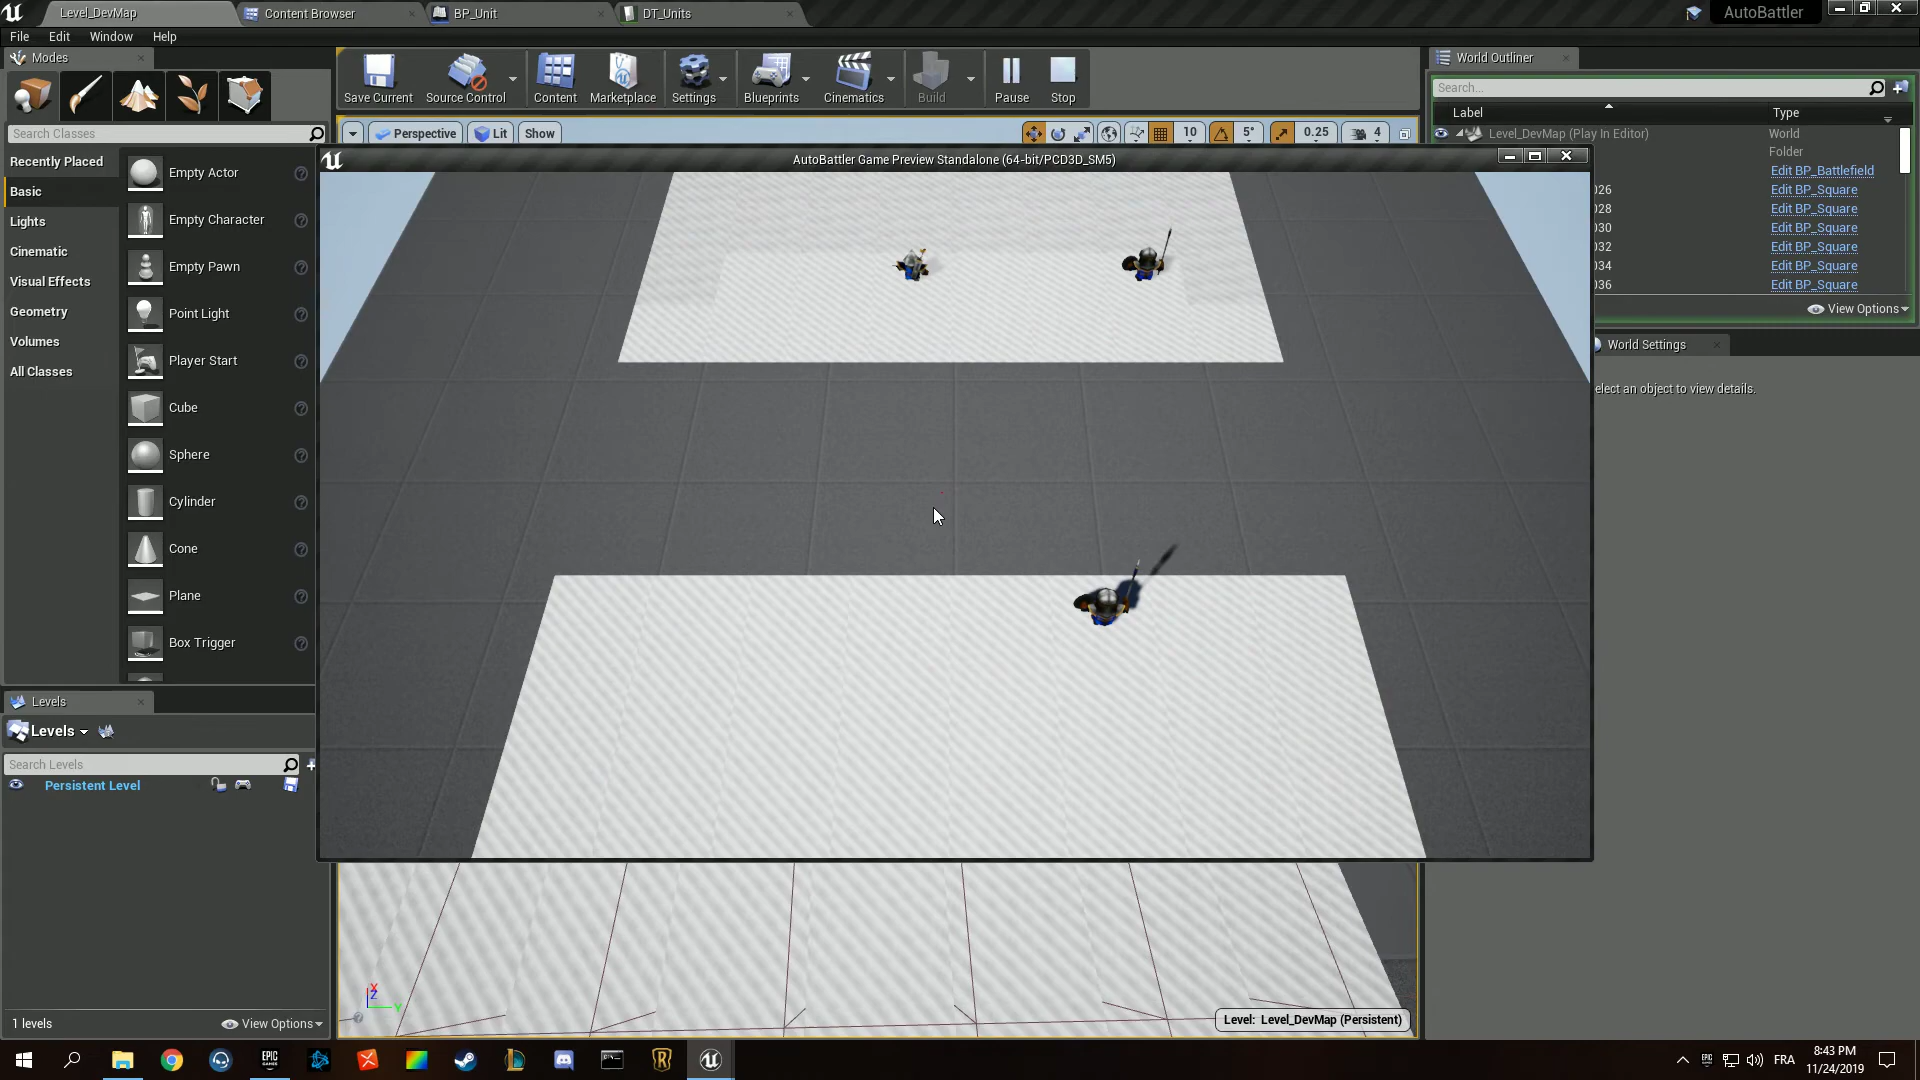 Level_DevMap
Content Browser
BP_Unit
DT_Units
AutoBattler
File
Edit
Window
Help
Modes
Save Current
Source Control
Content
Marketplace
Settings
Blueprints
Cinematics
Build
Pause
Stop
World Outliner
Search...
Label
Type
Level_DevMap (Play In Editor)
World
Folder
Edit BP_Battlefield
026
Edit BP_Square
028
Edit BP_Square
030
Edit BP_Square
032
Edit BP_Square
034
Edit BP_Square
036
Edit BP_Square
View Options
World Settings
elect an object to view details.
Search Classes
Recently Placed
Basic
Lights
Cinematic
Visual Effects
Geometry
Volumes
All Classes
Empty Actor
Empty Character
Empty Pawn
Point Light
Player Start
Cube
Sphere
Cylinder
Cone
Plane
Box Trigger
Perspective
Lit
Show
10
5°
0.25
4
AutoBattler Game Preview Standalone (64-bit/PCD3D_SM5)
Levels
Levels
Search Levels
Persistent Level
1 levels
View Options
X
Z
Y
Level: Level_DevMap (Persistent)
EPIC
GAMES
FRA
8:43 PM
11/24/2019